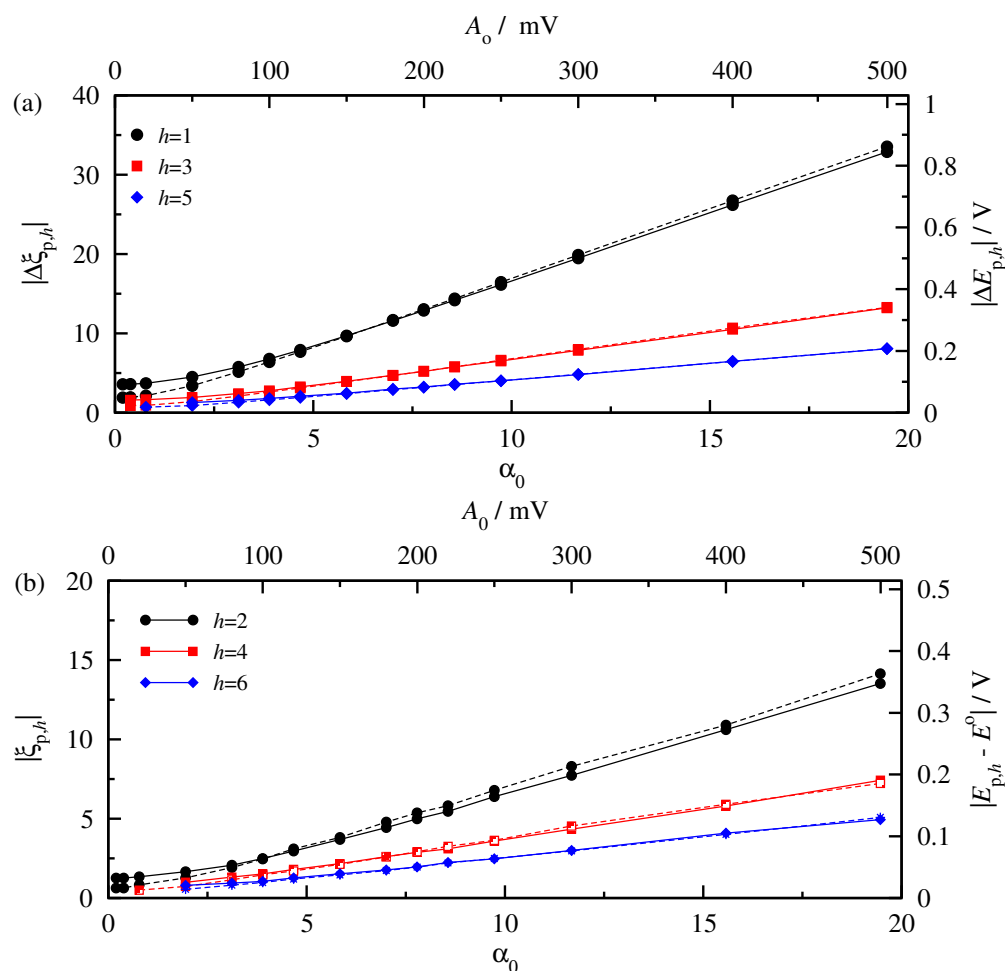 A_o / mV
0 100 200 300 400 500
(a)
40
30
20
10
0
h=1
h=3
h=5
|Δξ_p,h|
1
0.8
0.6
0.4
0.2
0
|ΔE_p,h| / V
0 5 10 15 20
α_0
A_0 / mV
0 100 200 300 400 500
(b)
20
15
10
5
0
h=2
h=4
h=6
|ξ_p,h|
0.5
0.4
0.3
0.2
0.1
0
|E_p,h - E^o| / V
0 5 10 15 20
α_0